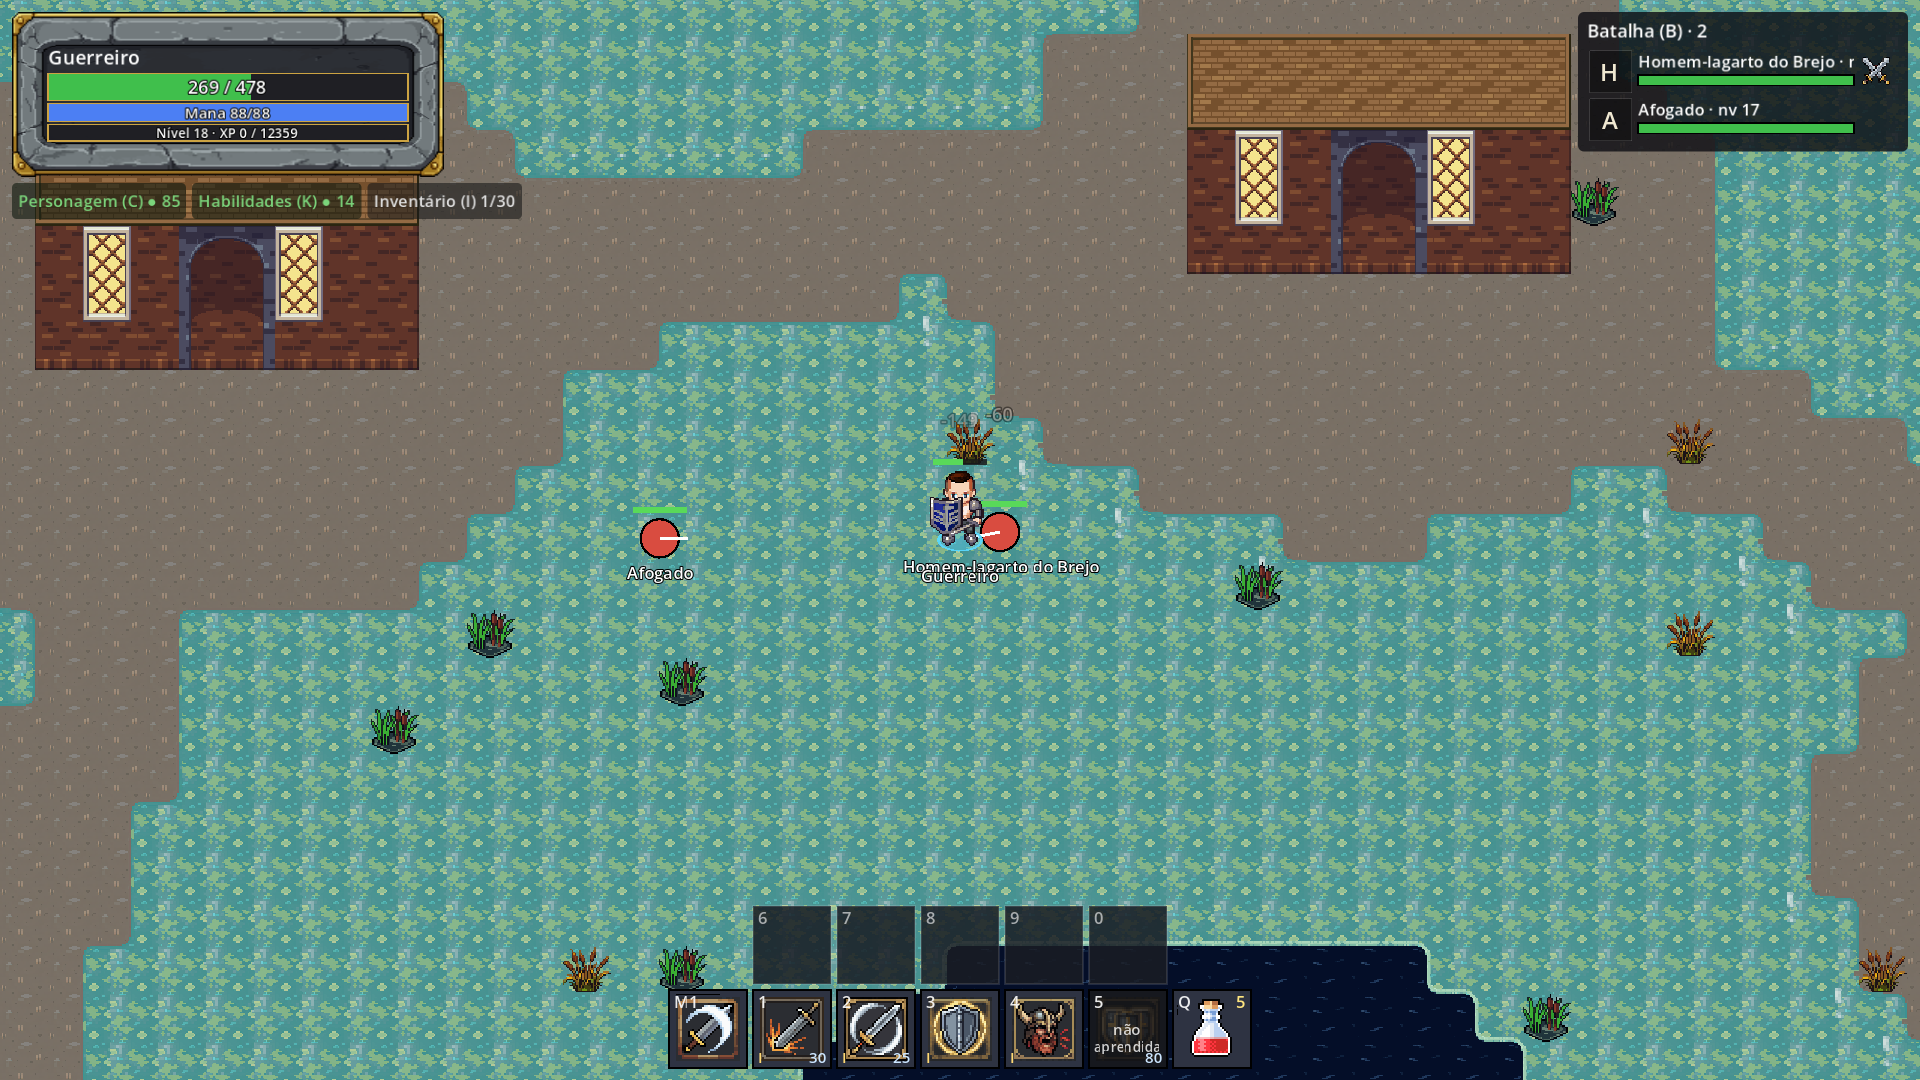 Guerreiro
269 / 478
Mana 88/88
Nível 18 · XP 0 / 12359
Personagem (C) ● 85
Habilidades (K) ● 14
Inventário (I) 1/30
Batalha (B) · 2
H
Homem-lagarto do Brejo ·
A
Afogado · nv 17
-60
Afogado
Homem-lagarto do Brejo
Guerreiro
6
7
8
9
0
M1
1
I
30
2
I
25
3
I
4
I
5
não
aprendida
80
Q
5